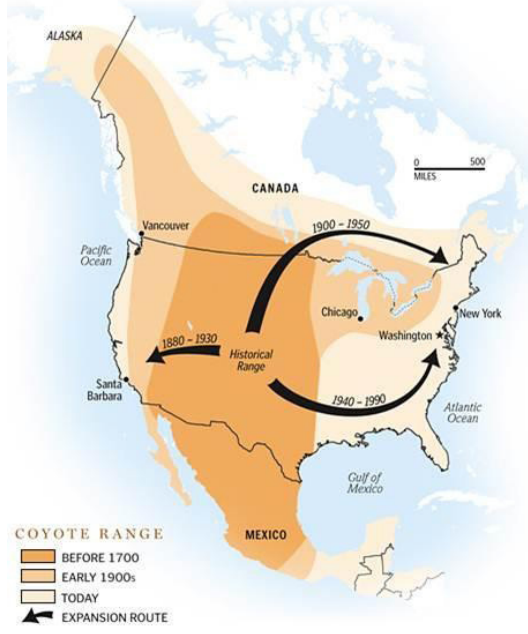 ALASKA
0 500
MILES
CANADA
1900 – 1950
Vancouver
Pacific
Ocean
Chicago
New York
Washington
1880 – 1930
Historical
Range
Santa
Barbara
1940 – 1990
Atlantic
Ocean
Gulf of
Mexico
MEXICO
COYOTE RANGE
BEFORE 1700
EARLY 1900s
TODAY
EXPANSION ROUTE